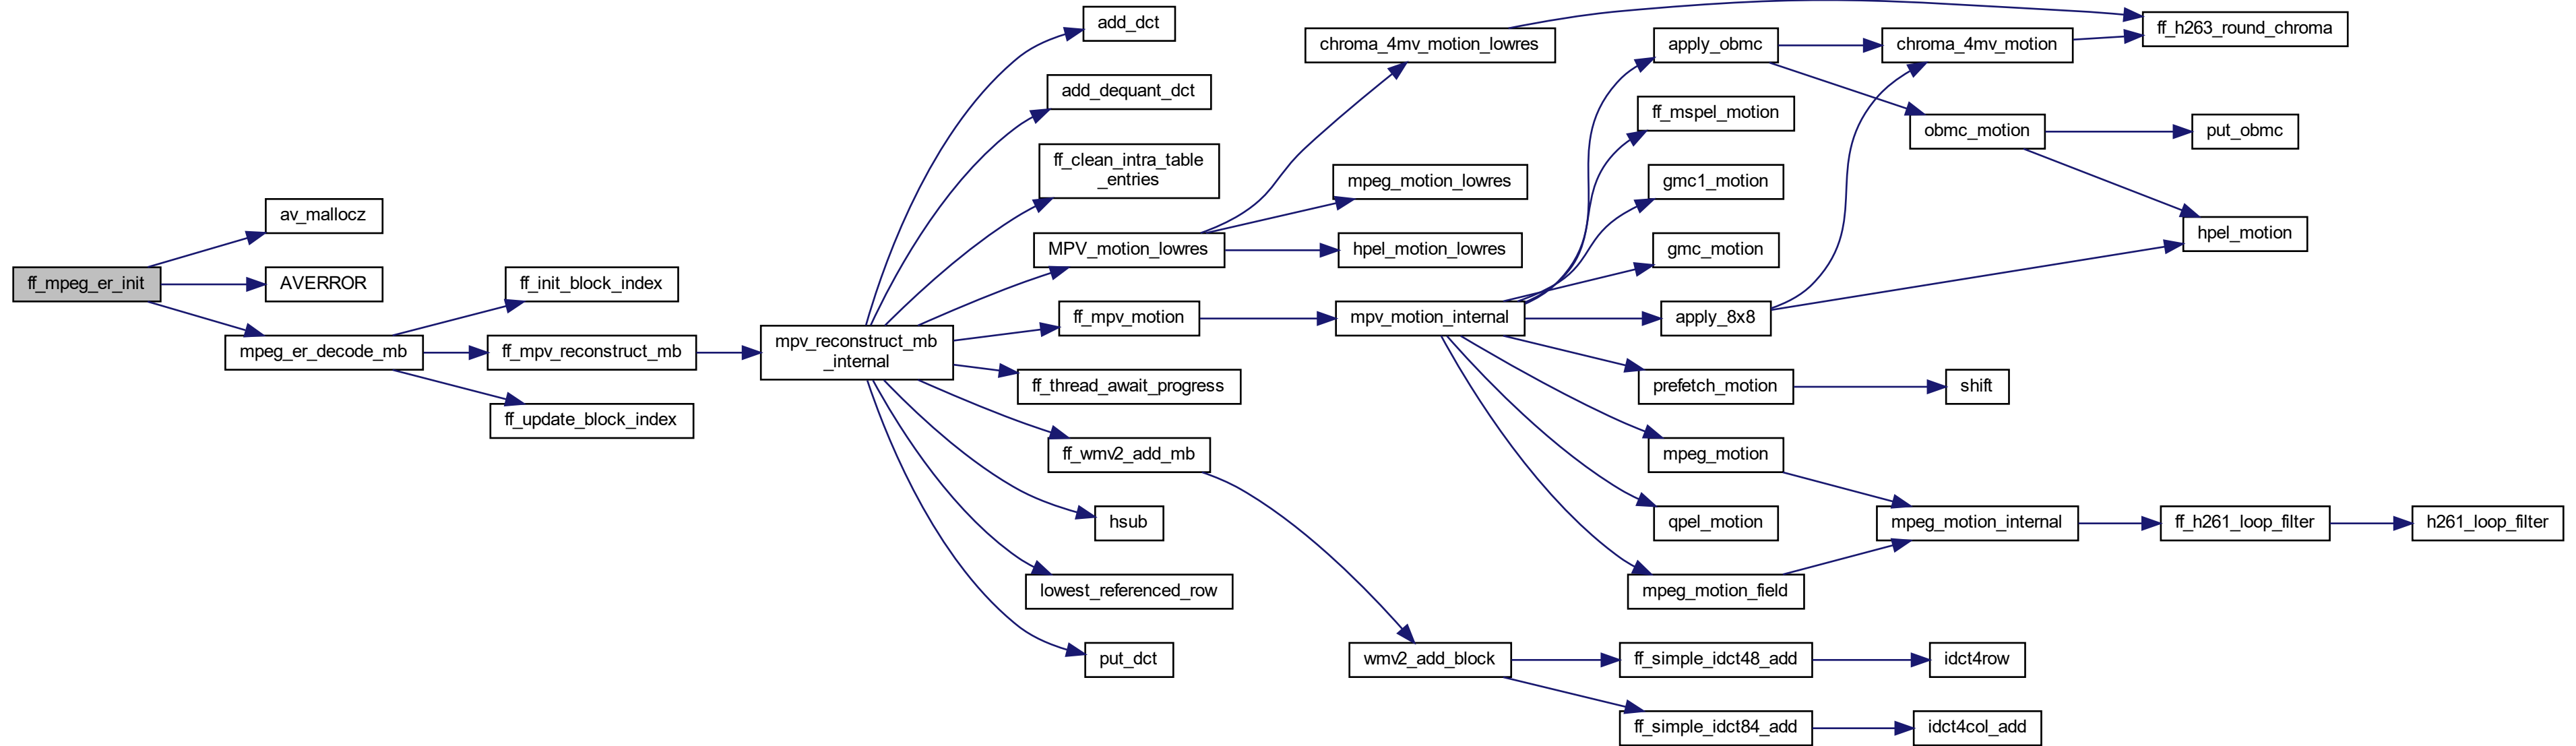 ff_mpeg_er_init
av_mallocz
AVERROR
mpeg_er_decode_mb
ff_init_block_index
ff_mpv_reconstruct_mb
ff_update_block_index
mpv_reconstruct_mb
_internal
add_dct
add_dequant_dct
ff_clean_intra_table
_entries
MPV_motion_lowres
ff_mpv_motion
ff_thread_await_progress
ff_wmv2_add_mb
hsub
lowest_referenced_row
put_dct
chroma_4mv_motion_lowres
mpeg_motion_lowres
hpel_motion_lowres
mpv_motion_internal
wmv2_add_block
apply_obmc
ff_mspel_motion
gmc1_motion
gmc_motion
apply_8x8
prefetch_motion
mpeg_motion
qpel_motion
mpeg_motion_field
ff_simple_idct48_add
ff_simple_idct84_add
chroma_4mv_motion
obmc_motion
shift
mpeg_motion_internal
idct4row
idct4col_add
ff_h263_round_chroma
put_obmc
hpel_motion
ff_h261_loop_filter
h261_loop_filter